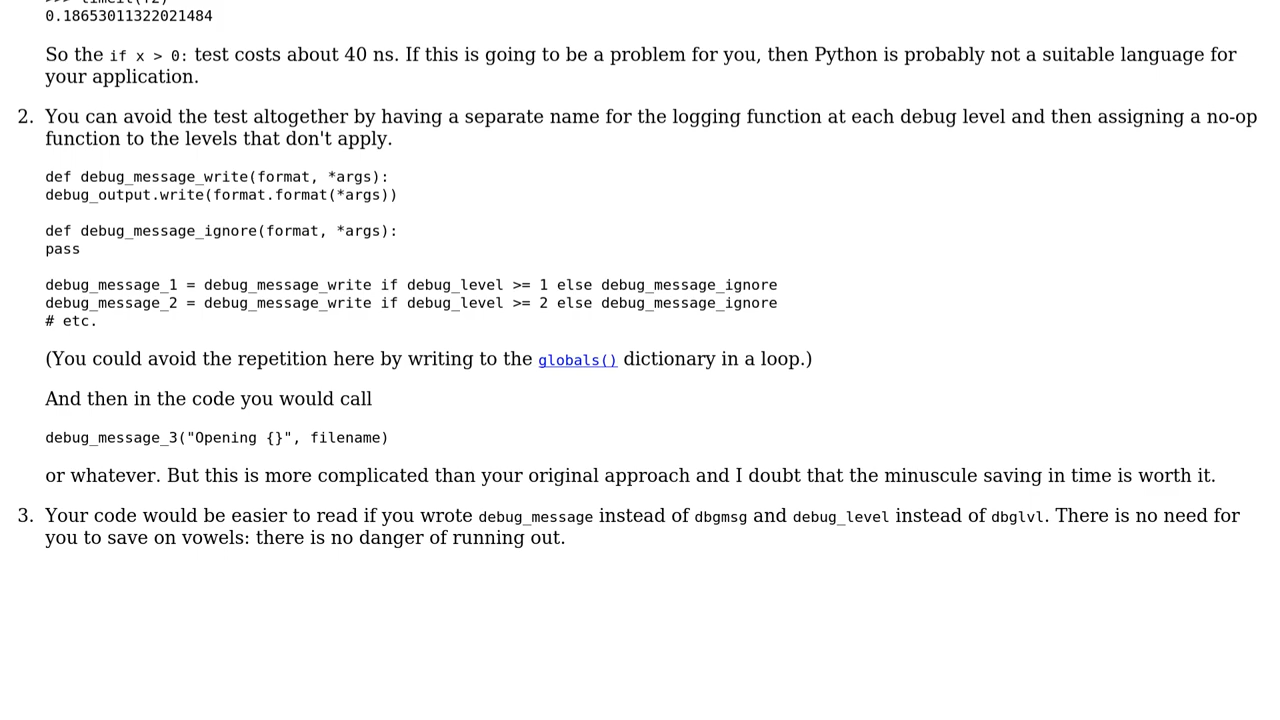 0.18653011322021484
So the if x > 0: test costs about 40 ns. If this is going to be a problem for you, then Python is probably not a suitable language for
your application.
2. You can avoid the test altogether by having a separate name for the logging function at each debug level and then assigning a no-op
function to the levels that don't apply.
def debug_message_write(format, *args):
debug_output.write(format.format(*args))
def debug_message_ignore(format, *args):
pass
debug_message_1 = debug_message_write if debug_level >= 1 else debug_message_ignore
debug_message_2 = debug_message_write if debug_level >= 2 else debug_message_ignore
# etc.
(You could avoid the repetition here by writing to the globals() dictionary in a loop.)
And then in the code you would call
debug_message_3("Opening {}", filename)
or whatever. But this is more complicated than your original approach and I doubt that the minuscule saving in time is worth it.
3. Your code would be easier to read if you wrote debug_message instead of dbgmsg and debug_level instead of dbglvl. There is no need for
you to save on vowels: there is no danger of running out.